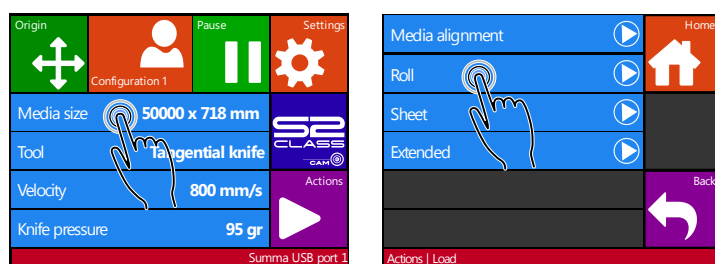 Origin
Configuration 1
Pause
Settings
Media size 50000 x 718 mm
Tool Tangential knife
S2
CLASS
CAM
Velocity 800 mm/s
Actions
Knife pressure 95 gr
Summa USB port 1
Media alignment
Home
Roll
Sheet
Extended
Back
Actions | Load